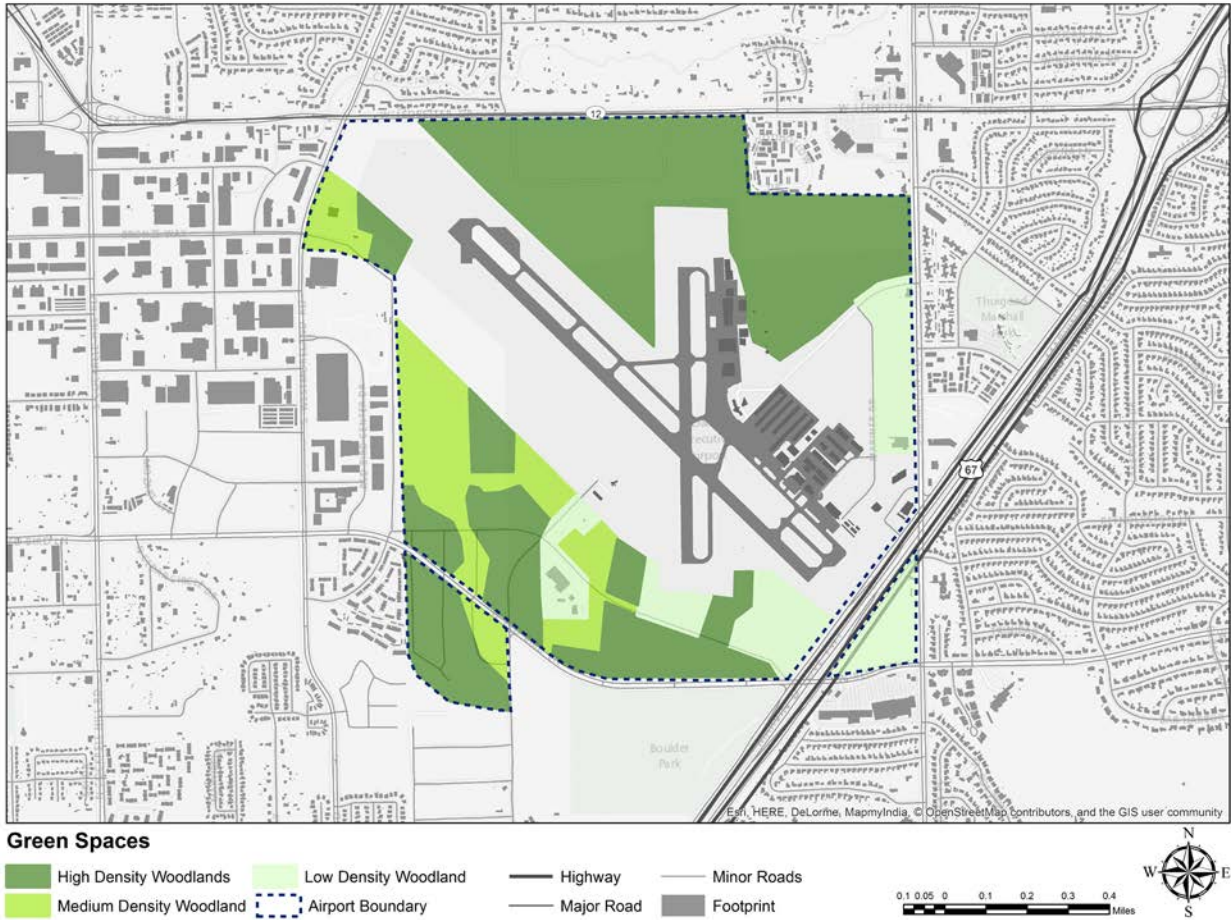 12
Thurgood
Marshall
Park
67
Boulder
Park
Esri, HERE, DeLorme, MapmyIndia, © OpenStreetMap contributors, and the GIS user community
Green Spaces
High Density Woodlands
Low Density Woodland
Highway
Minor Roads
Medium Density Woodland
Airport Boundary
Major Road
Footprint
N
W
E
S
0.1 0.05 0 0.1 0.2 0.3 0.4
Miles